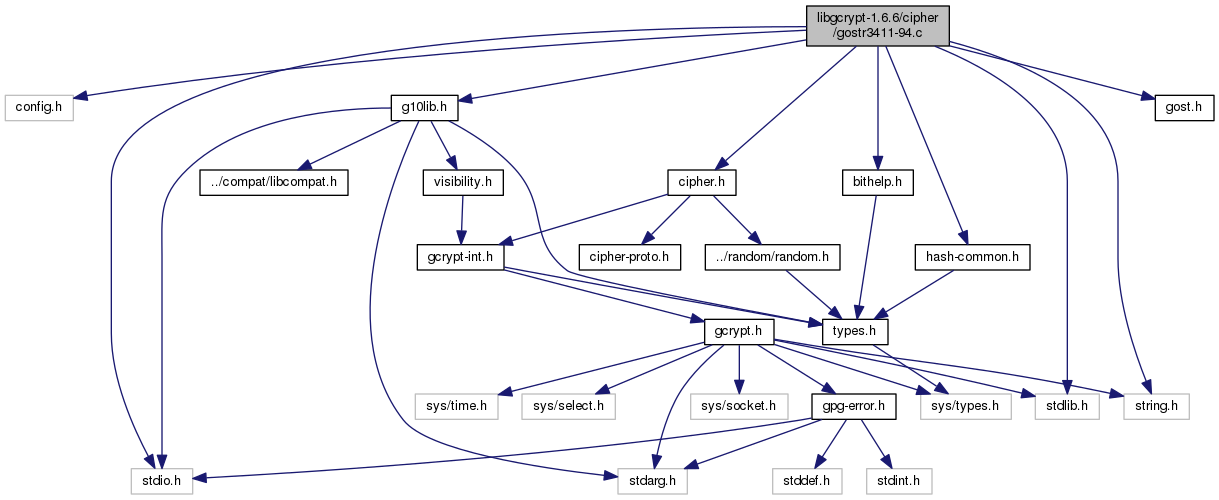 libgcrypt-1.6.6/cipher
/gostr3411-94.c
config.h
g10lib.h
gost.h
../compat/libcompat.h
visibility.h
cipher.h
bithelp.h
gcrypt-int.h
cipher-proto.h
../random/random.h
hash-common.h
gcrypt.h
types.h
sys/time.h
sys/select.h
sys/socket.h
gpg-error.h
sys/types.h
stdlib.h
string.h
stdio.h
stdarg.h
stddef.h
stdint.h